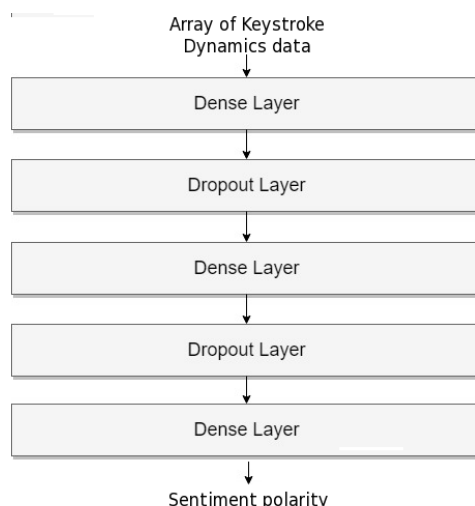 Array of Keystroke
Dynamics data
Dense Layer
Dropout Layer
Dense Layer
Dropout Layer
Dense Layer
Sentiment polarity